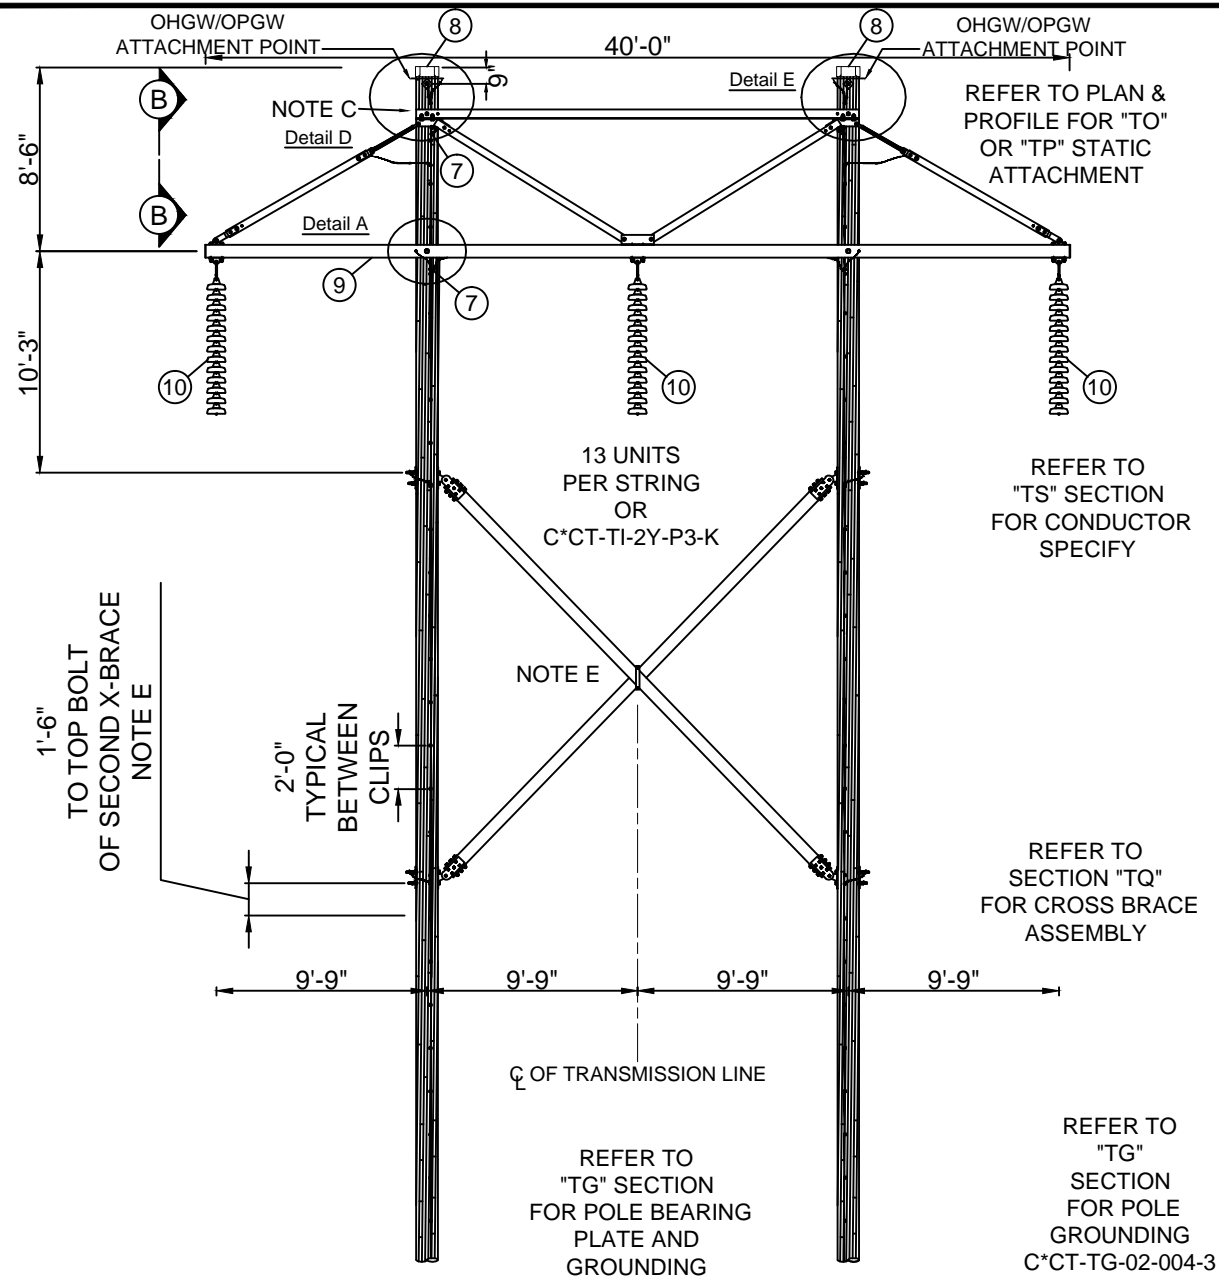 OHGW/OPGW
ATTACHMENT POINT
8
40'-0"
8
OHGW/OPGW
ATTACHMENT POINT
9"
B
NOTE C
Detail D
Detail E
REFER TO PLAN &
PROFILE FOR "TO"
OR "TP" STATIC
ATTACHMENT
8'-6"
7
B
Detail A
9
7
10'-3"
10
10
10
13 UNITS
PER STRING
OR
C*CT-TI-2Y-P3-K
REFER TO
"TS" SECTION
FOR CONDUCTOR
SPECIFY
1'-6"
TO TOP BOLT
OF SECOND X-BRACE
NOTE E
NOTE E
2'-0"
TYPICAL
BETWEEN
CLIPS
REFER TO
SECTION "TQ"
FOR CROSS BRACE
ASSEMBLY
9'-9"
9'-9"
9'-9"
9'-9"
℄ OF TRANSMISSION LINE
REFER TO
"TG" SECTION
FOR POLE BEARING
PLATE AND
GROUNDING
REFER TO
"TG"
SECTION
FOR POLE
GROUNDING
C*CT-TG-02-004-3